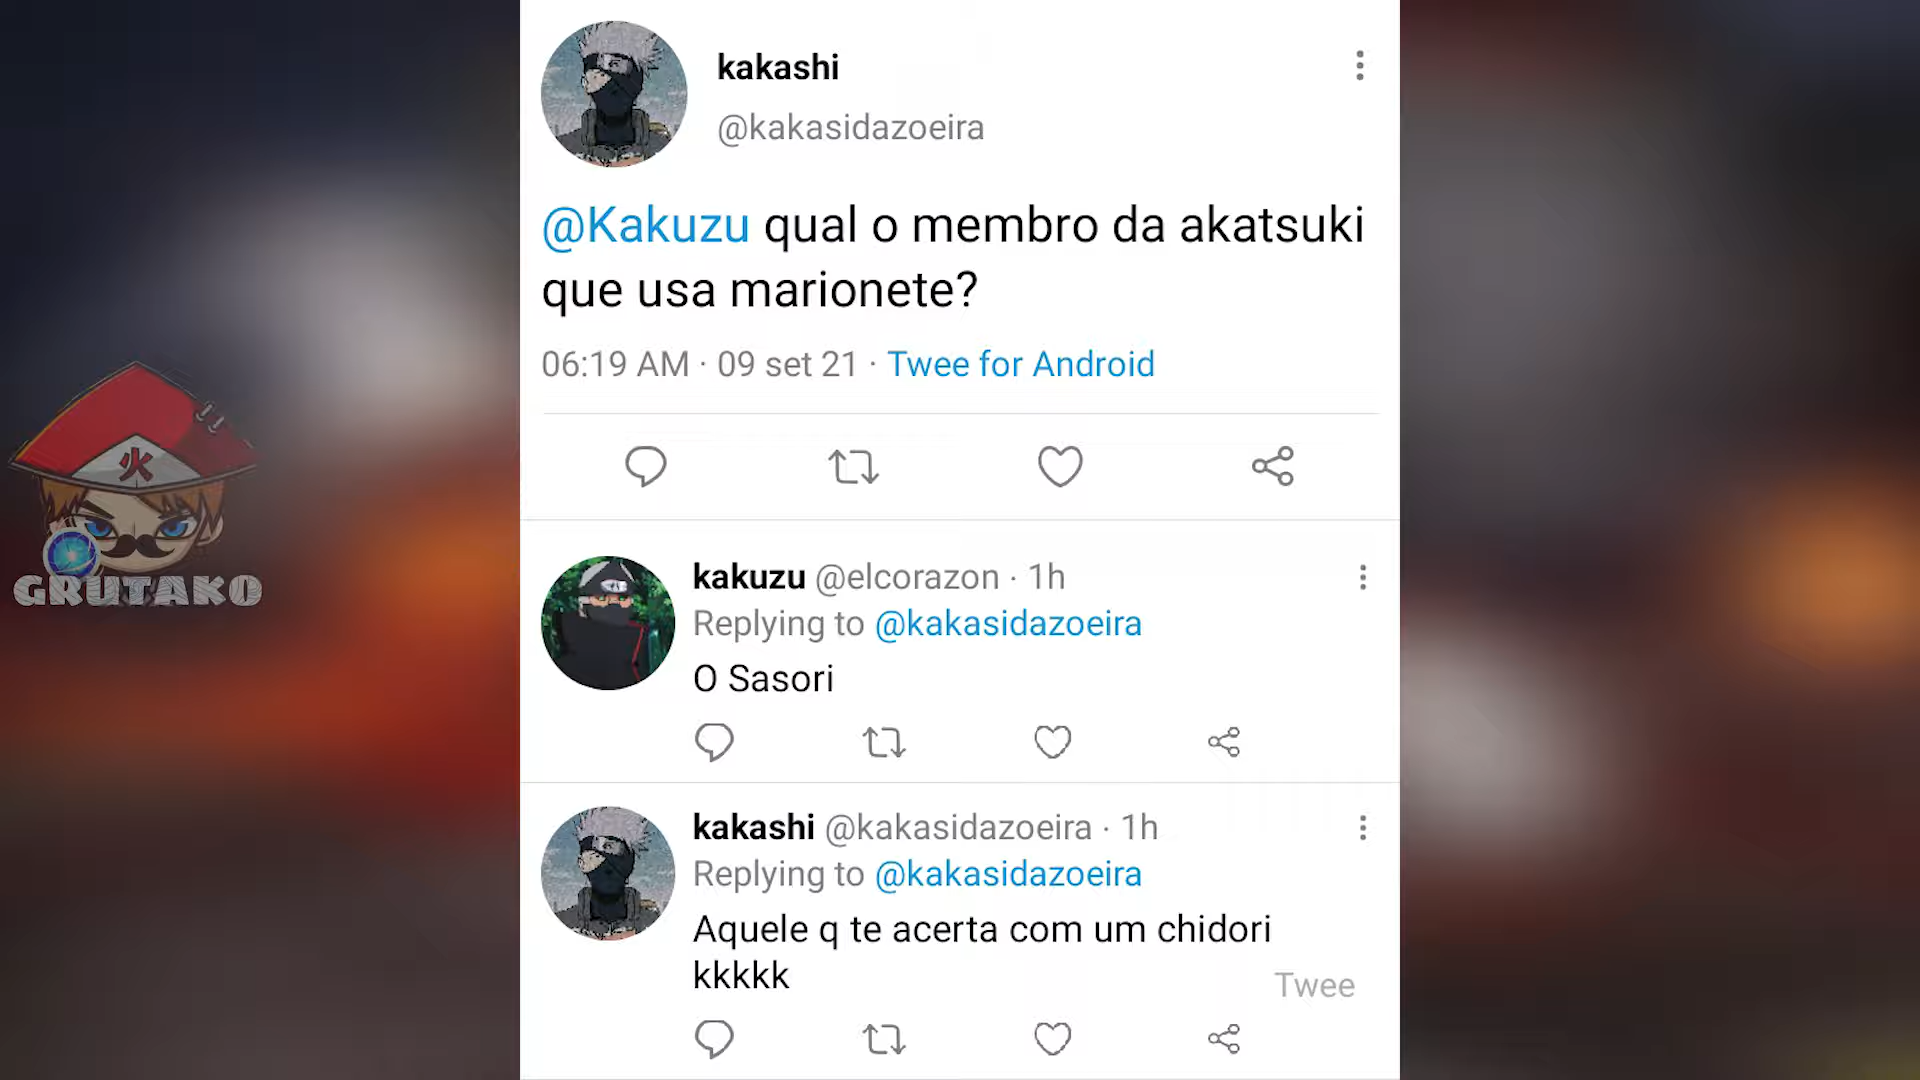 kakashi
@kakasidazoeira
@Kakuzu qual o membro da akatsuki
que usa marionete?
06:19 AM · 09 set 21 · Twee for Android
火
GRUTAKO
kakuzu @elcorazon · 1h
Replying to @kakasidazoeira
O Sasori
kakashi @kakasidazoeira · 1h
Replying to @kakasidazoeira
Aquele q te acerta com um chidori
kkkkk
Twee